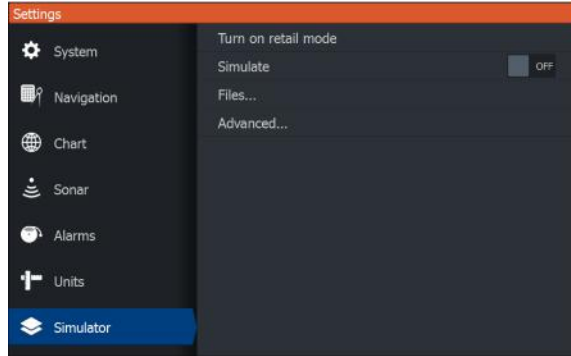 Settings
System
Navigation
Chart
Sonar
Alarms
Units
Simulator
Turn on retail mode
Simulate OFF
Files...
Advanced...